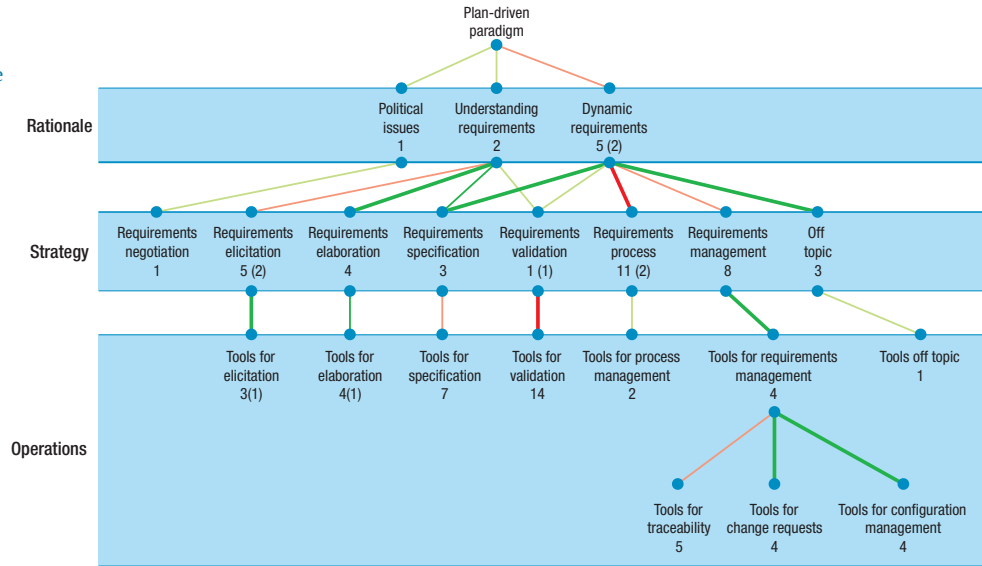 Plan-driven
paradigm
e
Rationale
Political
issues
1
Understanding
requirements
2
Dynamic
requirements
5 (2)
Strategy
Requirements
negotiation
1
Requirements
elicitation
5 (2)
Requirements
elaboration
4
Requirements
specification
3
Requirements
validation
1 (1)
Requirements
process
11 (2)
Requirements
management
8
Off
topic
3
Operations
Tools for
elicitation
3(1)
Tools for
elaboration
4(1)
Tools for
specification
7
Tools for
validation
14
Tools for process
management
2
Tools for requirements
management
4
Tools off topic
1
Tools for
traceability
5
Tools for
change requests
4
Tools for configuration
management
4